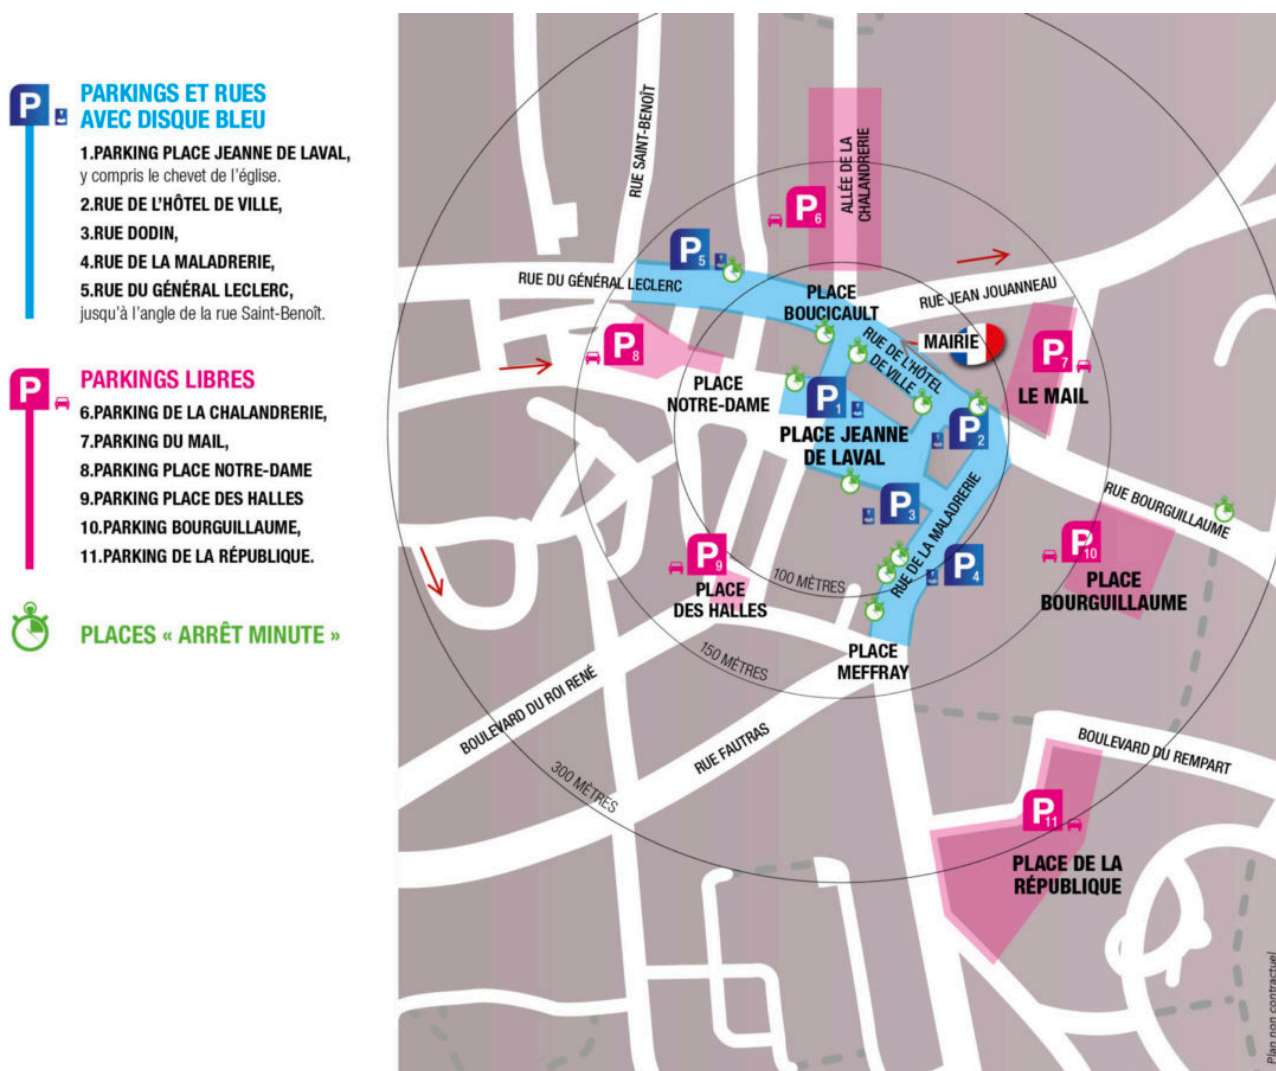 P
PARKINGS ET RUES
AVEC DISQUE BLEU
1.PARKING PLACE JEANNE DE LAVAL,
y compris le chevet de l'église.
2.RUE DE L'HÔTEL DE VILLE,
3.RUE DODIN,
4.RUE DE LA MALADRERIE,
5.RUE DU GÉNÉRAL LECLERC,
jusqu'à l'angle de la rue Saint-Benoît.
P
PARKINGS LIBRES
6.PARKING DE LA CHALANDRERIE,
7.PARKING DU MAIL,
8.PARKING PLACE NOTRE-DAME
9.PARKING PLACE DES HALLES
10.PARKING BOURGUILLAUME,
11.PARKING DE LA RÉPUBLIQUE.
PLACES « ARRÊT MINUTE »
RUE SAINT-BENOÎT
ALLÉE DE LA
CHALANDRERIE
P6
P5
RUE DU GÉNÉRAL LECLERC
PLACE
BOUCICAULT
RUE JEAN JOUANNEAU
MAIRIE
RUE DE L'HÔTEL
DE VILLE
P8
P7
LE MAIL
PLACE
NOTRE-DAME
P1
PLACE JEANNE
DE LAVAL
P2
P3
RUE DE LA MALADRERIE
RUE BOURGUILLAUME
P9
PLACE
DES HALLES
100 MÈTRES
P4
P10
PLACE
BOURGUILLAUME
150 MÈTRES
PLACE
MEFFRAY
BOULEVARD DU ROI RENÉ
RUE FAUTRAS
300 MÈTRES
BOULEVARD DU REMPART
P11
PLACE DE LA
RÉPUBLIQUE
Plan non contractuel